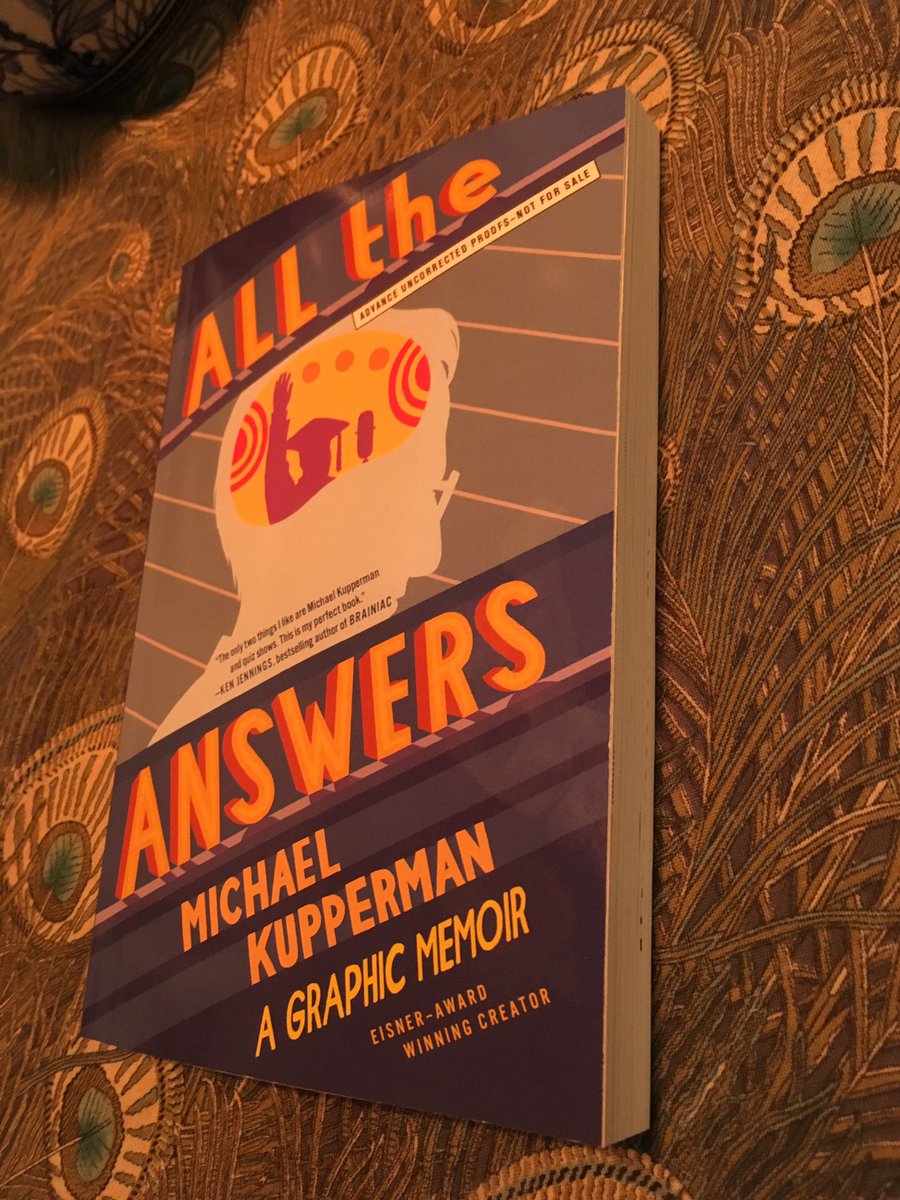 ALL the
ADVANCE UNCORRECTED PROOFS–NOT FOR SALE
"The only two things I like are Michael Kupperman
and quiz shows. This is my perfect book."
—KEN JENNINGS, bestselling author of BRAINIAC
ANSWERS
MICHAEL
KUPPERMAN
A GRAPHIC MEMOIR
EISNER–AWARD
WINNING CREATOR